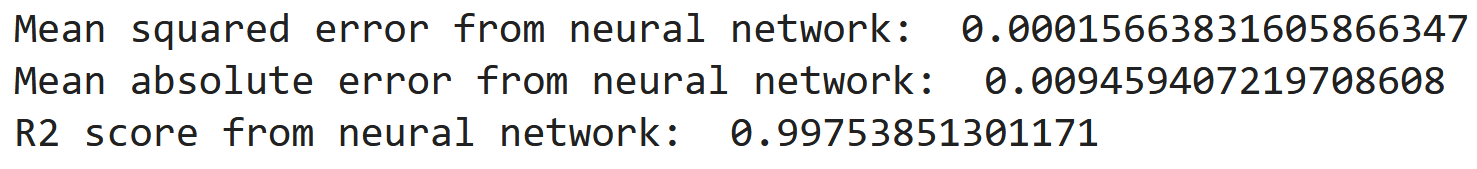 Mean squared error from neural network:  0.00015663831605866347
Mean absolute error from neural network:  0.009459407219708608
R2 score from neural network:  0.99753851301171